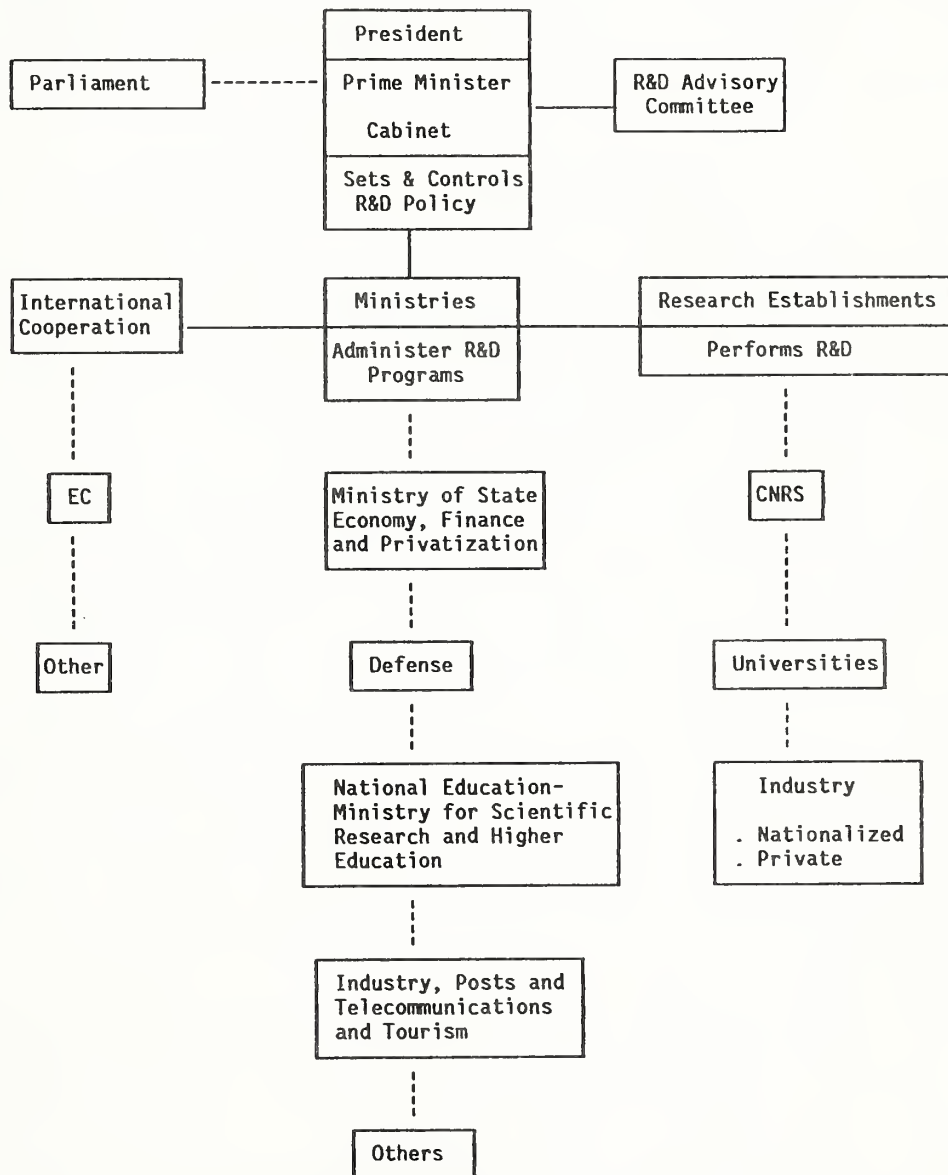 President
Parliament
Prime Minister
Cabinet
R&D Advisory
Committee
Sets & Controls
R&D Policy
International
Cooperation
Ministries
Administer R&D
Programs
Research Establishments
Performs R&D
EC
Ministry of State
Economy, Finance
and Privatization
CNRS
Other
Defense
Universities
National Education-
Ministry for Scientific
Research and Higher
Education
Industry
. Nationalized
. Private
Industry, Posts and
Telecommunications
and Tourism
Others